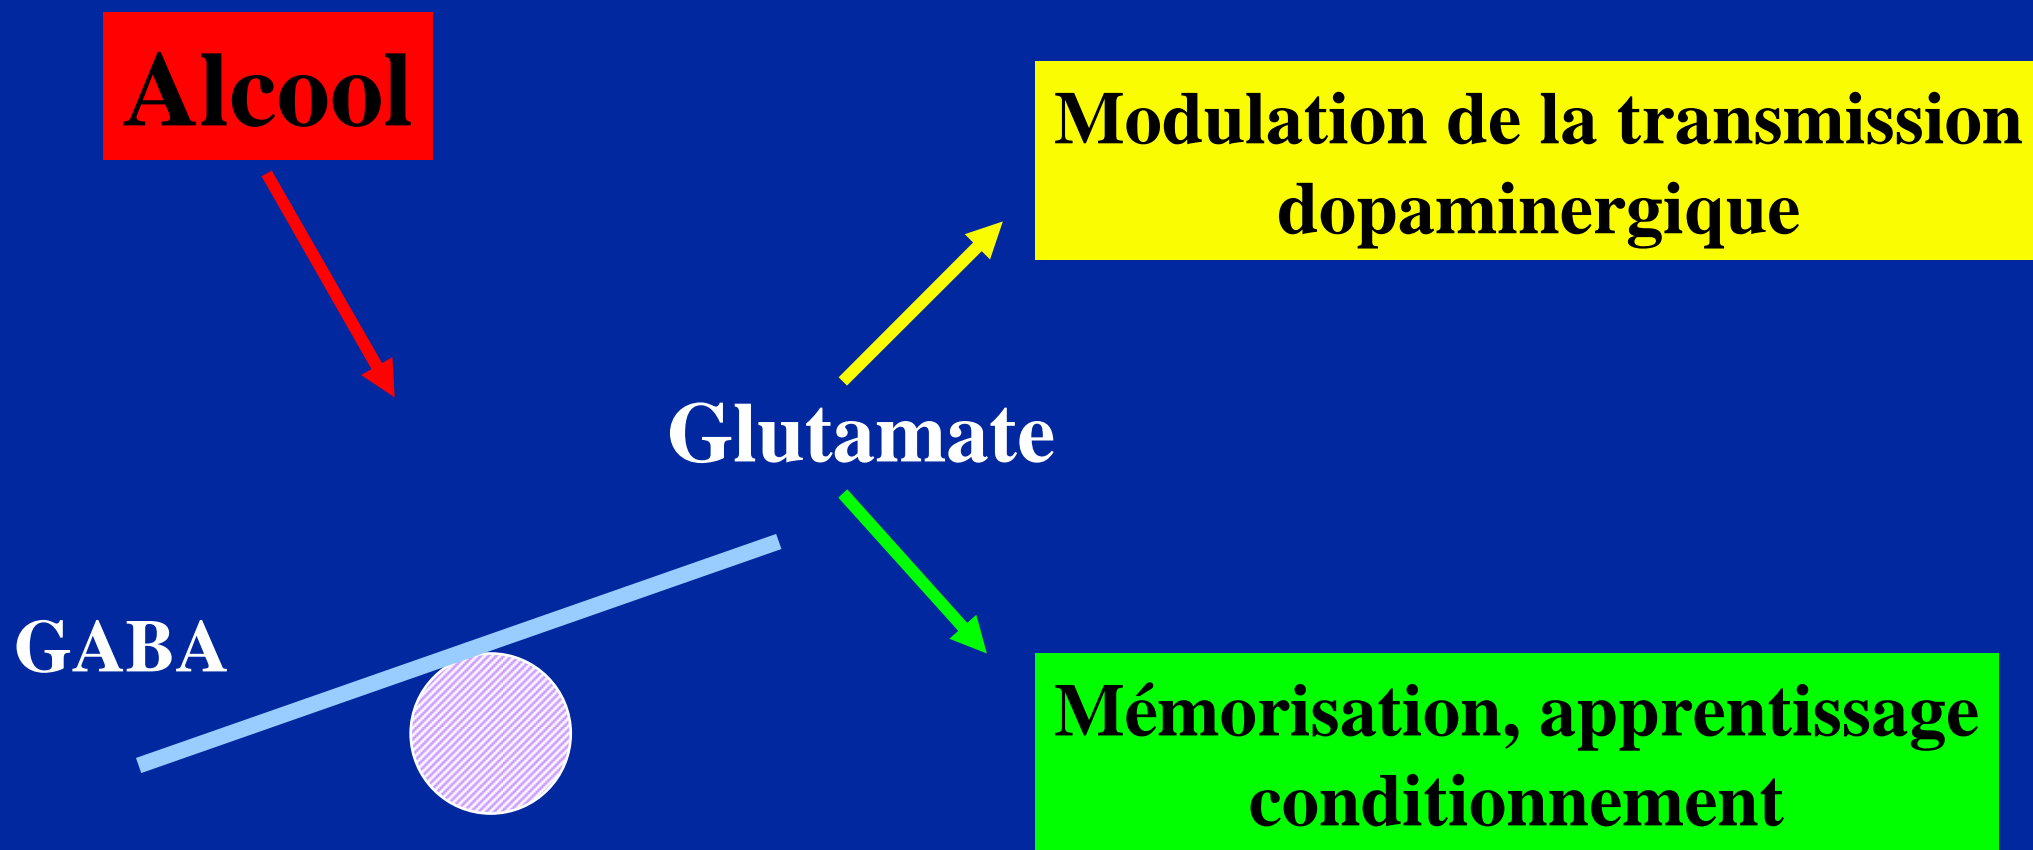 Alcool
Modulation de la transmission
dopaminergique
Glutamate
GABA
Mémorisation, apprentissage
conditionnement